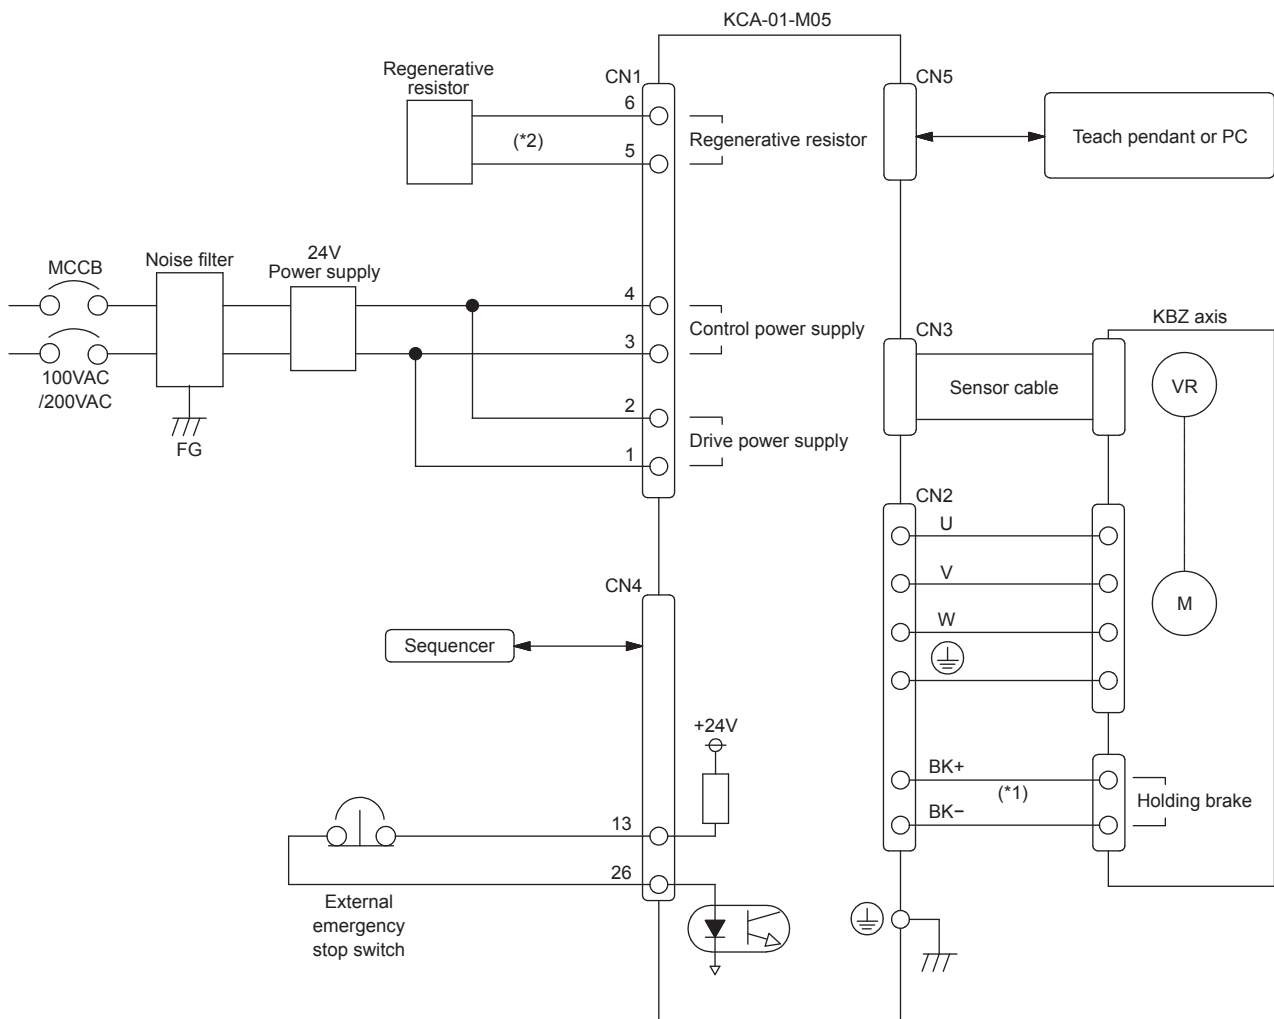 KCA-01-M05
Regenerative
resistor
CN1
CN5
6
(*2)
5
Regenerative resistor
Teach pendant or PC
MCCB
Noise filter
24V
Power supply
4
Control power supply
3
100VAC
/200VAC
FG
2
Drive power supply
1
CN3
KBZ axis
Sensor cable
VR
CN2
U
V
W
M
CN4
Sequencer
+24V
BK+
(*1)
BK−
Holding brake
13
26
External
emergency
stop switch